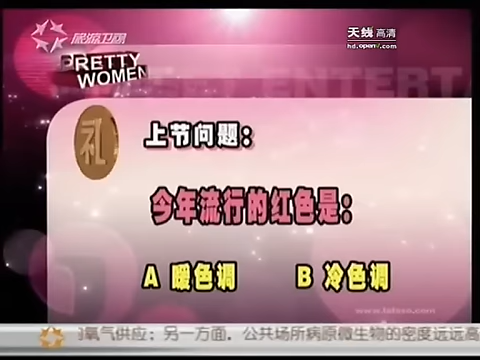 旅游卫视
天线高清
hd.openv.com
PRETTY
WOMEN
礼
上节问题：
今年流行的红色是：
A 暖色调 B 冷色调
氧气供应；另一方面，公共场所病原微生物的密度远远高